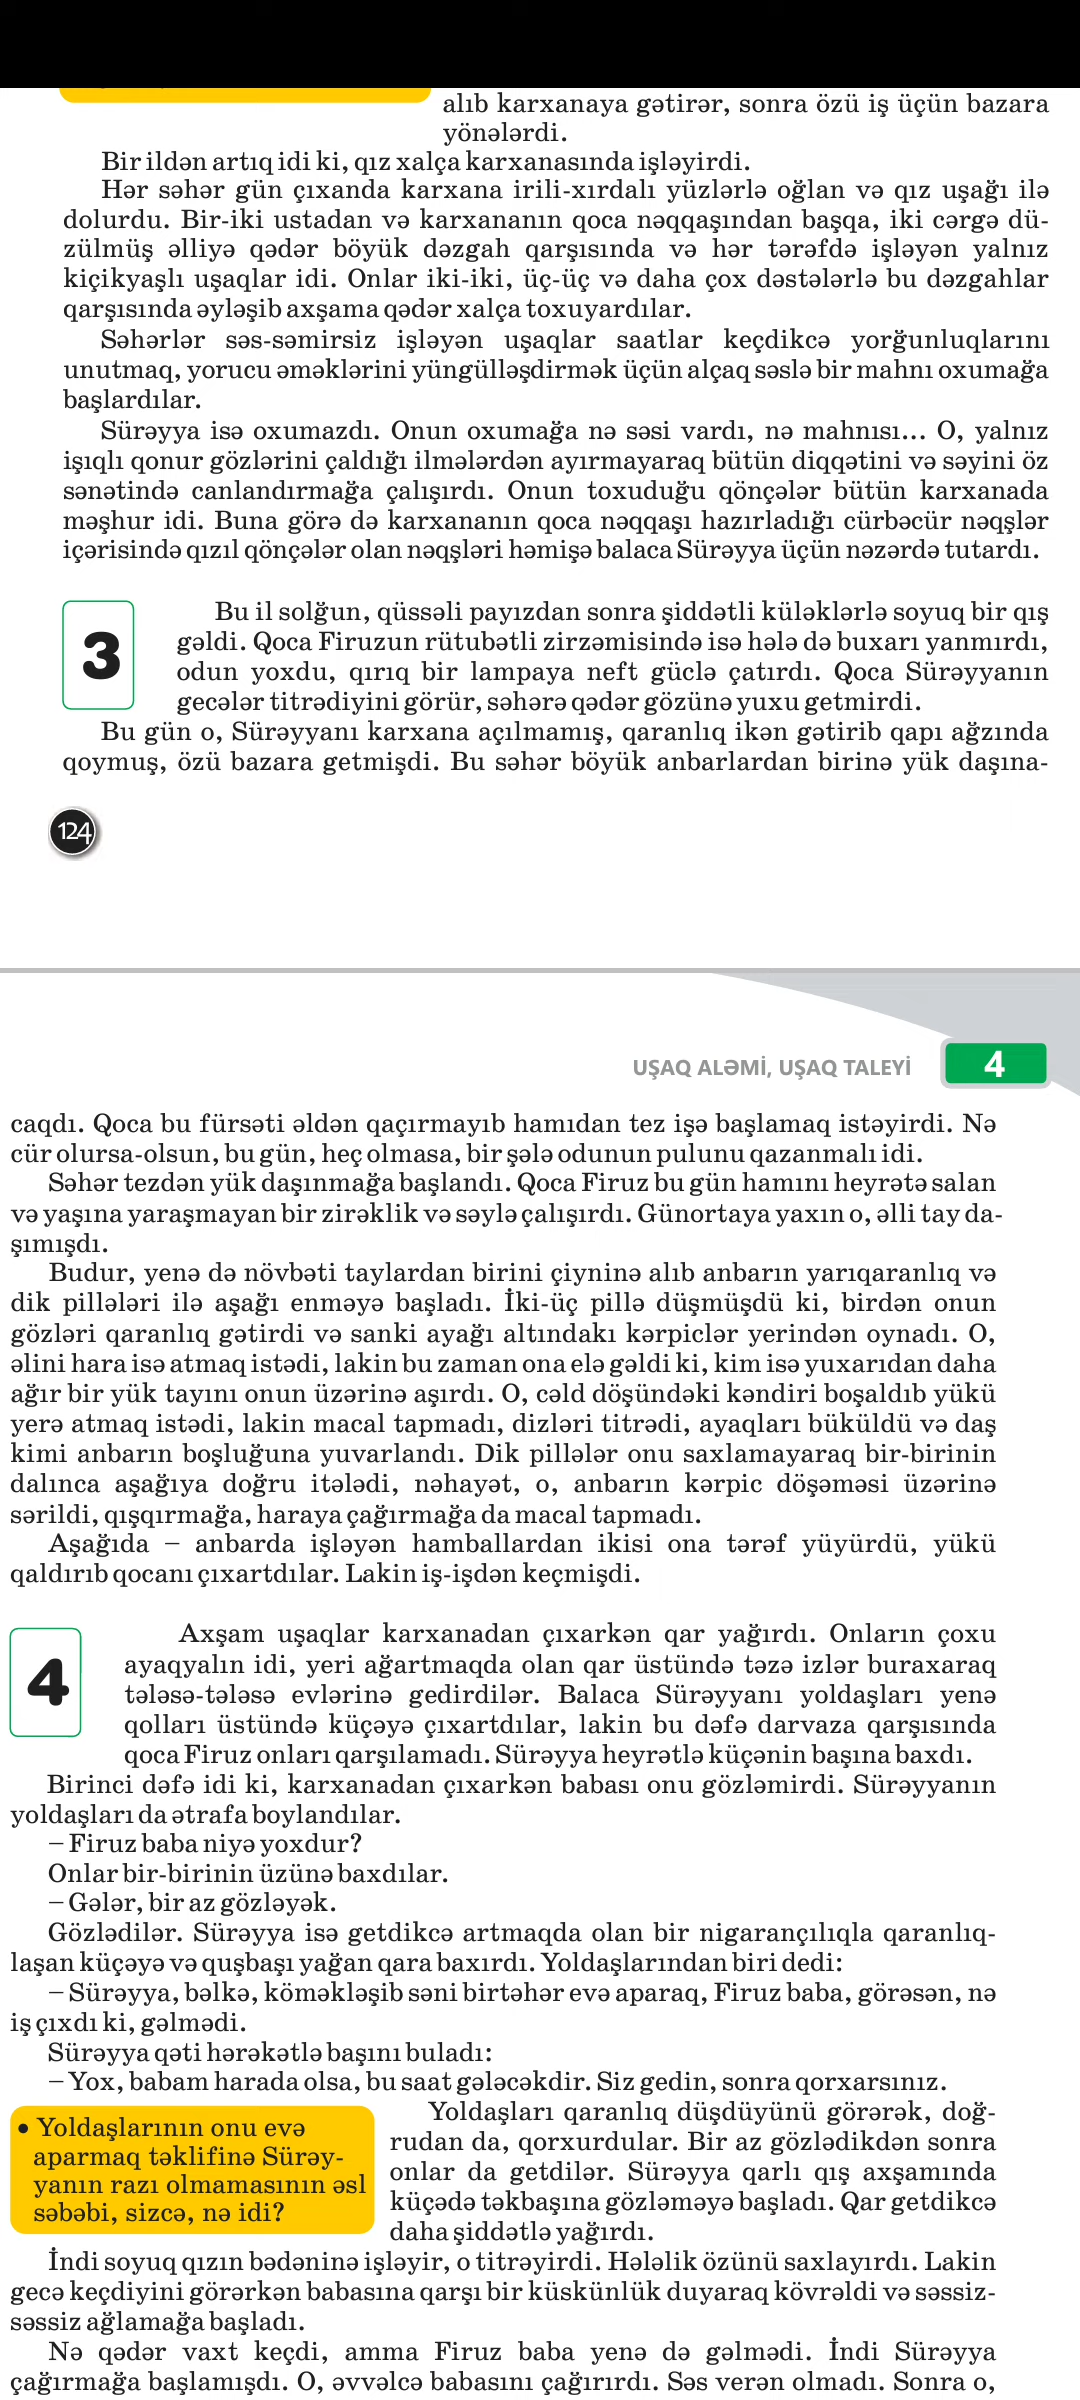 alıb karxanaya gətirər, sonra özü iş üçün bazara
yönələrdi.
Bir ildən artıq idi ki, qız xalça karxanasında işləyirdi.
Hər səhər gün çıxanda karxana irili-xırdalı yüzlərlə oğlan və qız uşağı ilə
dolurdu. Bir-iki ustadan və karxananın qoca nəqqaşından başqa, iki cərgə dü-
zülmüş əlliyə qədər böyük dəzgah qarşısında və hər tərəfdə işləyən yalnız
kiçikyaşlı uşaqlar idi. Onlar iki-iki, üç-üç və daha çox dəstələrlə bu dəzgahlar
qarşısında əyləşib axşama qədər xalça toxuyardılar.
Səhərlər səs-səmirsiz işləyən uşaqlar saatlar keçdikcə yorğunluqlarını
unutmaq, yorucu əməklərini yüngülləşdirmək üçün alçaq səslə bir mahnı oxumağa
başlardılar.
Sürəyya isə oxumazdı. Onun oxumağa nə səsi vardı, nə mahnısı... O, yalnız
işıqlı qonur gözlərini çaldığı ilmələrdən ayırmayaraq bütün diqqətini və səyini öz
sənətində canlandırmağa çalışırdı. Onun toxuduğu qönçələr bütün karxanada
məşhur idi. Buna görə də karxananın qoca nəqqaşı hazırladığı cürbəcür nəqşlər
içərisində qızıl qönçələr olan nəqşləri həmişə balaca Sürəyya üçün nəzərdə tutardı.
3
Bu il solğun, qüssəli payızdan sonra şiddətli küləklərlə soyuq bir qış
gəldi. Qoca Firuzun rütubətli zirzəmisində isə hələ də buxarı yanmırdı,
odun yoxdu, qırıq bir lampaya neft güclə çatırdı. Qoca Sürəyyanın
gecələr titrədiyini görür, səhərə qədər gözünə yuxu getmirdi.
Bu gün o, Sürəyyanı karxana açılmamış, qaranlıq ikən gətirib qapı ağzında
qoymuş, özü bazara getmişdi. Bu səhər böyük anbarlardan birinə yük daşına-
124
UŞAQ ALƏMİ, UŞAQ TALEYİ
4
caqdı. Qoca bu fürsəti əldən qaçırmayıb hamıdan tez işə başlamaq istəyirdi. Nə
cür olursa-olsun, bu gün, heç olmasa, bir şələ odunun pulunu qazanmalı idi.
Səhər tezdən yük daşınmağa başlandı. Qoca Firuz bu gün hamını heyrətə salan
və yaşına yaraşmayan bir zirəklik və səylə çalışırdı. Günortaya yaxın o, əlli tay da-
şımışdı.
Budur, yenə də növbəti taylardan birini çiyninə alıb anbarın yarıqaranlıq və
dik pillələri ilə aşağı enməyə başladı. İki-üç pillə düşmüşdü ki, birdən onun
gözləri qaranlıq gətirdi və sanki ayağı altındakı kərpiclər yerindən oynadı. O,
əlini hara isə atmaq istədi, lakin bu zaman ona elə gəldi ki, kim isə yuxarıdan daha
ağır bir yük tayını onun üzərinə aşırdı. O, cəld döşündəki kəndiri boşaldıb yükü
yerə atmaq istədi, lakin macal tapmadı, dizləri titrədi, ayaqları büküldü və daş
kimi anbarın boşluğuna yuvarlandı. Dik pillələr onu saxlamayaraq bir-birinin
dalınca aşağıya doğru itələdi, nəhayət, o, anbarın kərpic döşəməsi üzərinə
sərildi, qışqırmağa, haraya çağırmağa da macal tapmadı.
Aşağıda – anbarda işləyən hamballardan ikisi ona tərəf yüyürdü, yükü
qaldırıb qocanı çıxartdılar. Lakin iş-işdən keçmişdi.
4
Axşam uşaqlar karxanadan çıxarkən qar yağırdı. Onların çoxu
ayaqyalın idi, yeri ağartmaqda olan qar üstündə təzə izlər buraxaraq
tələsə-tələsə evlərinə gedirdilər. Balaca Sürəyyanı yoldaşları yenə
qolları üstündə küçəyə çıxartdılar, lakin bu dəfə darvaza qarşısında
qoca Firuz onları qarşılamadı. Sürəyya heyrətlə küçənin başına baxdı.
Birinci dəfə idi ki, karxanadan çıxarkən babası onu gözləmirdi. Sürəyyanın
yoldaşları da ətrafa boylandılar.
– Firuz baba niyə yoxdur?
Onlar bir-birinin üzünə baxdılar.
– Gələr, bir az gözləyək.
Gözlədilər. Sürəyya isə getdikcə artmaqda olan bir nigarançılıqla qaranlıq-
laşan küçəyə və quşbaşı yağan qara baxırdı. Yoldaşlarından biri dedi:
– Sürəyya, bəlkə, köməkləşib səni birtəhər evə aparaq, Firuz baba, görəsən, nə
iş çıxdı ki, gəlmədi.
Sürəyya qəti hərəkətlə başını buladı:
– Yox, babam harada olsa, bu saat gələcəkdir. Siz gedin, sonra qorxarsınız.
• Yoldaşlarının onu evə
aparmaq təklifinə Sürəy-
yanın razı olmamasının əsl
səbəbi, sizcə, nə idi?
Yoldaşları qaranlıq düşdüyünü görərək, doğ-
rudan da, qorxurdular. Bir az gözlədikdən sonra
onlar da getdilər. Sürəyya qarlı qış axşamında
küçədə təkbaşına gözləməyə başladı. Qar getdikcə
daha şiddətlə yağırdı.
İndi soyuq qızın bədəninə işləyir, o titrəyirdi. Hələlik özünü saxlayırdı. Lakin
gecə keçdiyini görərkən babasına qarşı bir küskünlük duyaraq kövrəldi və səssiz-
səssiz ağlamağa başladı.
Nə qədər vaxt keçdi, amma Firuz baba yenə də gəlmədi. İndi Sürəyya
çağırmağa başlamışdı. O, əvvəlcə babasını çağırırdı. Səs verən olmadı. Sonra o,